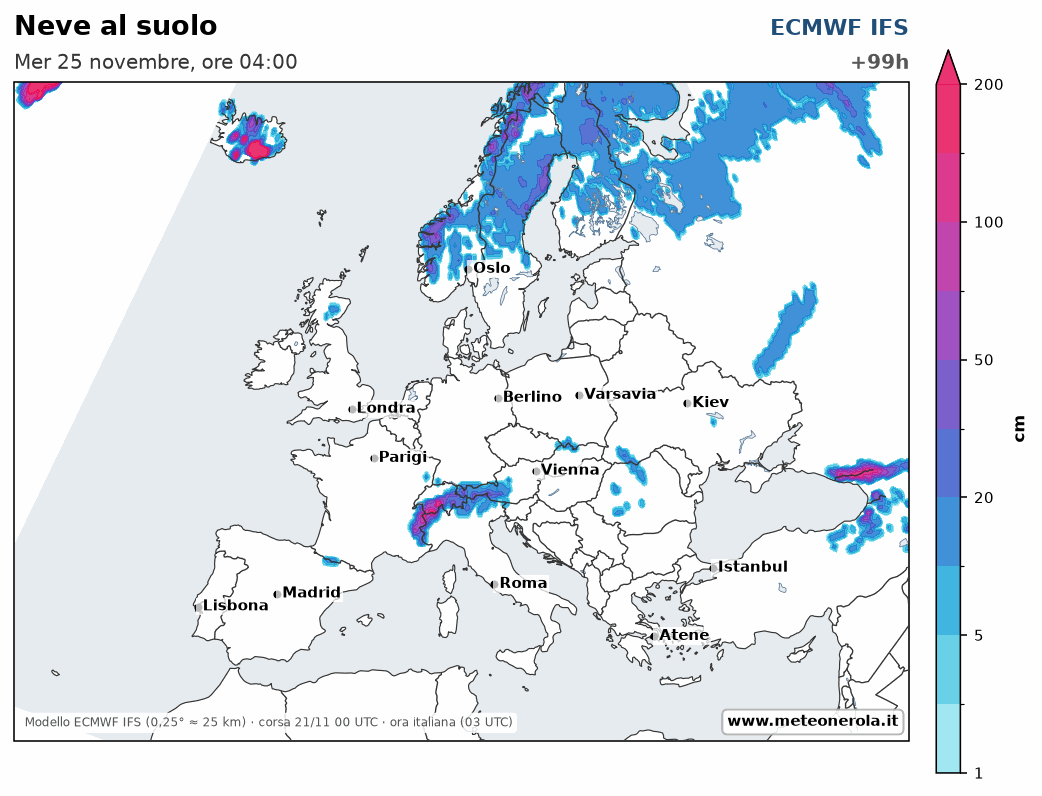 Neve al suolo
ECMWF IFS
Mer 25 novembre, ore 04:00
+99h
200
100
50
20
5
1
cm
Oslo
Londra
Berlino
Varsavia
Kiev
Parigi
Vienna
Istanbul
Roma
Madrid
Lisbona
Atene
Modello ECMWF IFS (0,25° ≈ 25 km) · corsa 21/11 00 UTC · ora italiana (03 UTC)
www.meteonerola.it